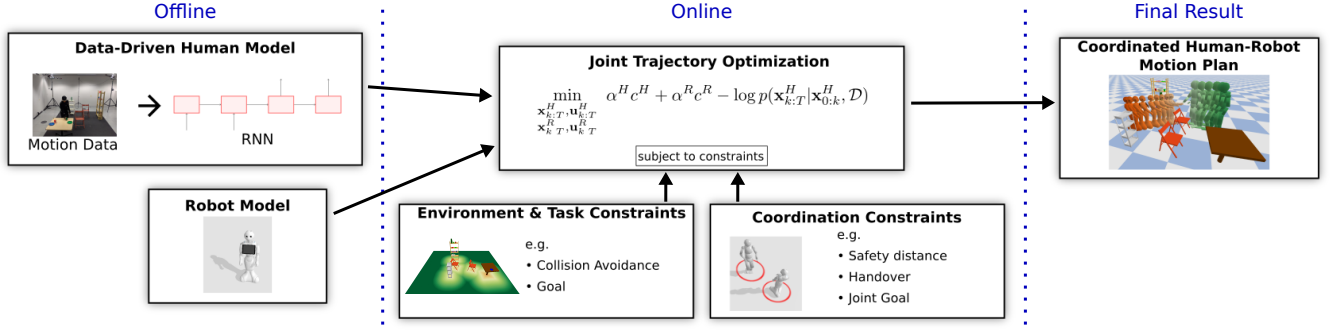 Offline
Online
Final Result
Data-Driven Human Model
Motion Data
RNN
Robot Model
Joint Trajectory Optimization
min α^H c^H + α^R c^R − log p(x^H_{k:T}|x^H_{0:k}, D)
x^H_{k:T}, u^H_{k:T}
x^R_{k T}, u^R_{k T}
subject to constraints
Environment & Task Constraints
e.g.
• Collision Avoidance
• Goal
Coordination Constraints
e.g.
• Safety distance
• Handover
• Joint Goal
Coordinated Human-Robot
Motion Plan